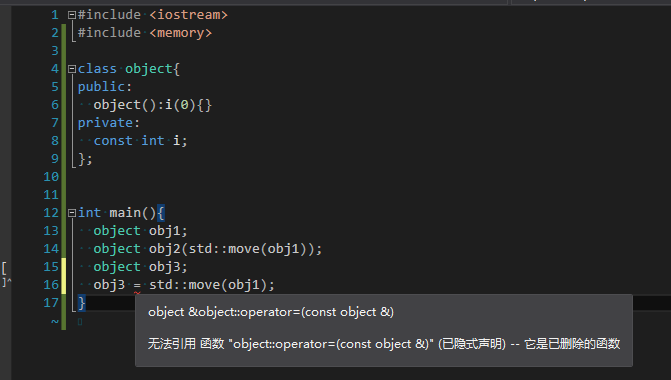 1 #include <iostream>
2 #include <memory>
3
4 class object{
5 public:
6 object():i(0){}
7 private:
8 const int i;
9 };
10
11
12 int main(){
13 object obj1;
14 object obj2(std::move(obj1));
15 object obj3;
16 obj3 = std::move(obj1);
17 }
~
[
]^
object &object::operator=(const object &)
无法引用 函数 "object::operator=(const object &)" (已隐式声明) -- 它是已删除的函数